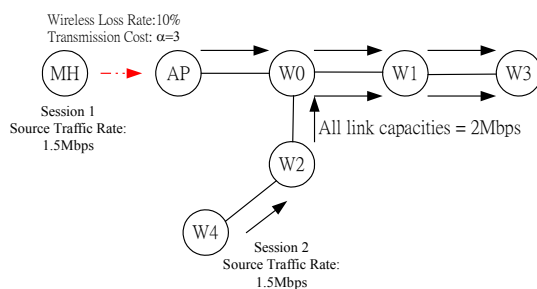 Wireless Loss Rate:10%
Transmission Cost: α=3
MH
AP
W0
W1
W3
Session 1
Source Traffic Rate:
1.5Mbps
All link capacities = 2Mbps
W2
W4
Session 2
Source Traffic Rate:
1.5Mbps